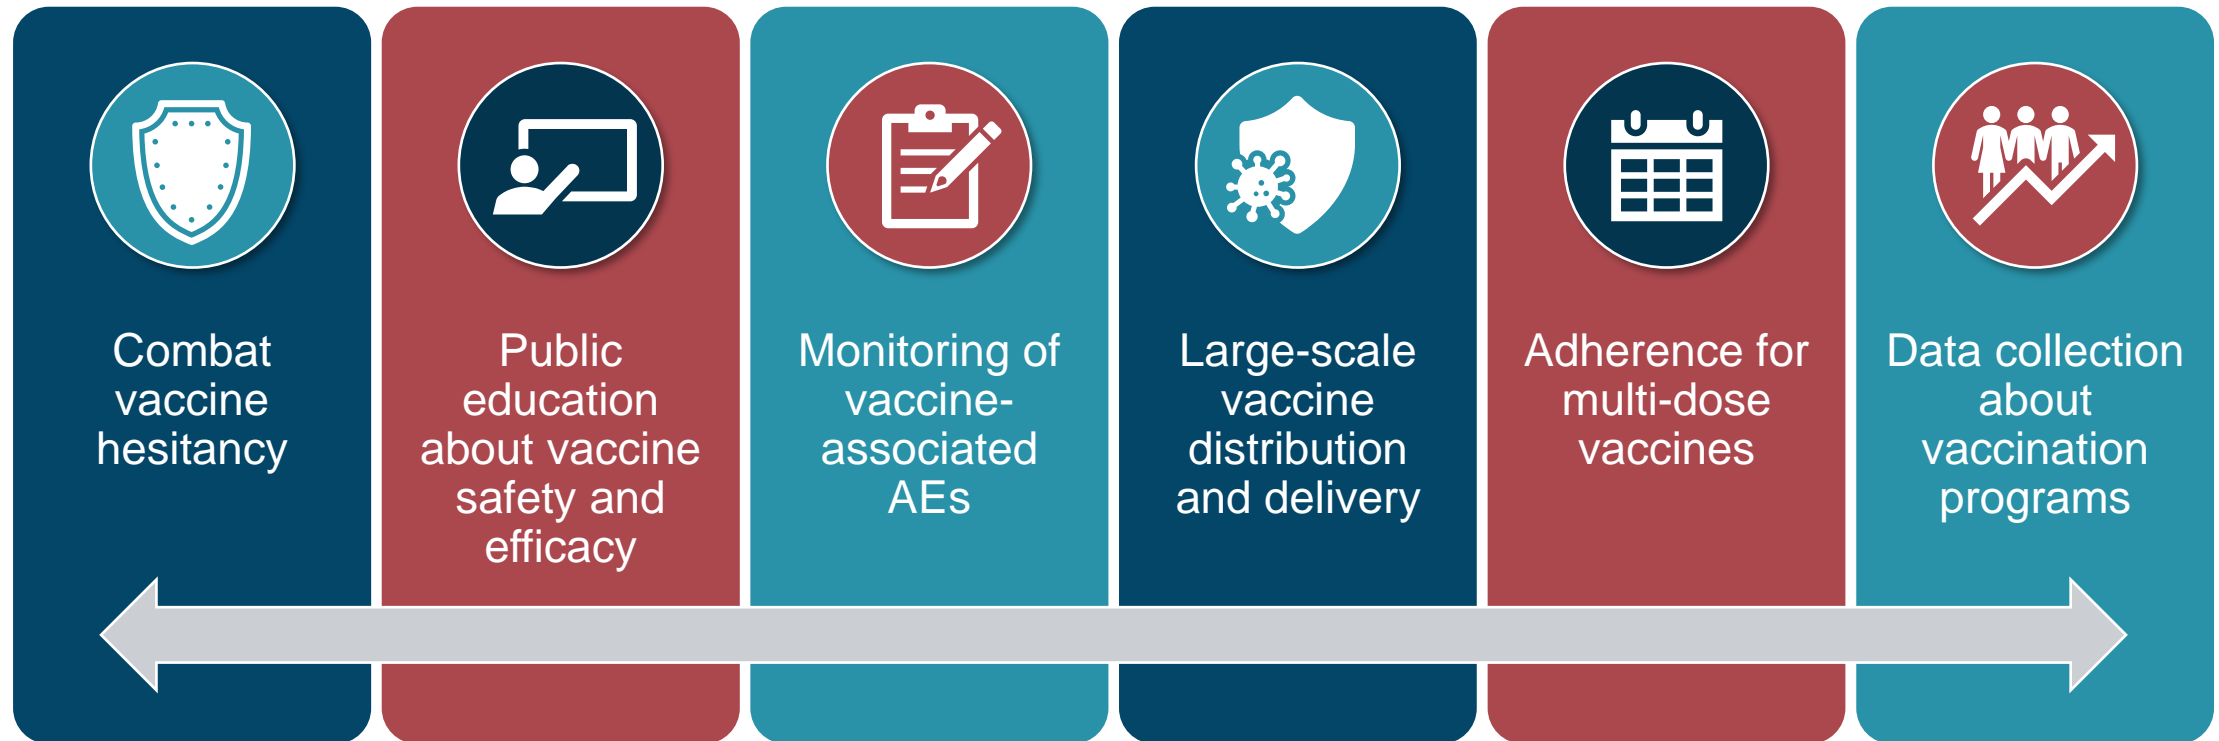 Combat
vaccine
hesitancy
Public
education
about vaccine
safety and
efficacy
Monitoring of
vaccine-
associated
AEs
Large-scale
vaccine
distribution
and delivery
Adherence for
multi-dose
vaccines
Data collection
about
vaccination
programs